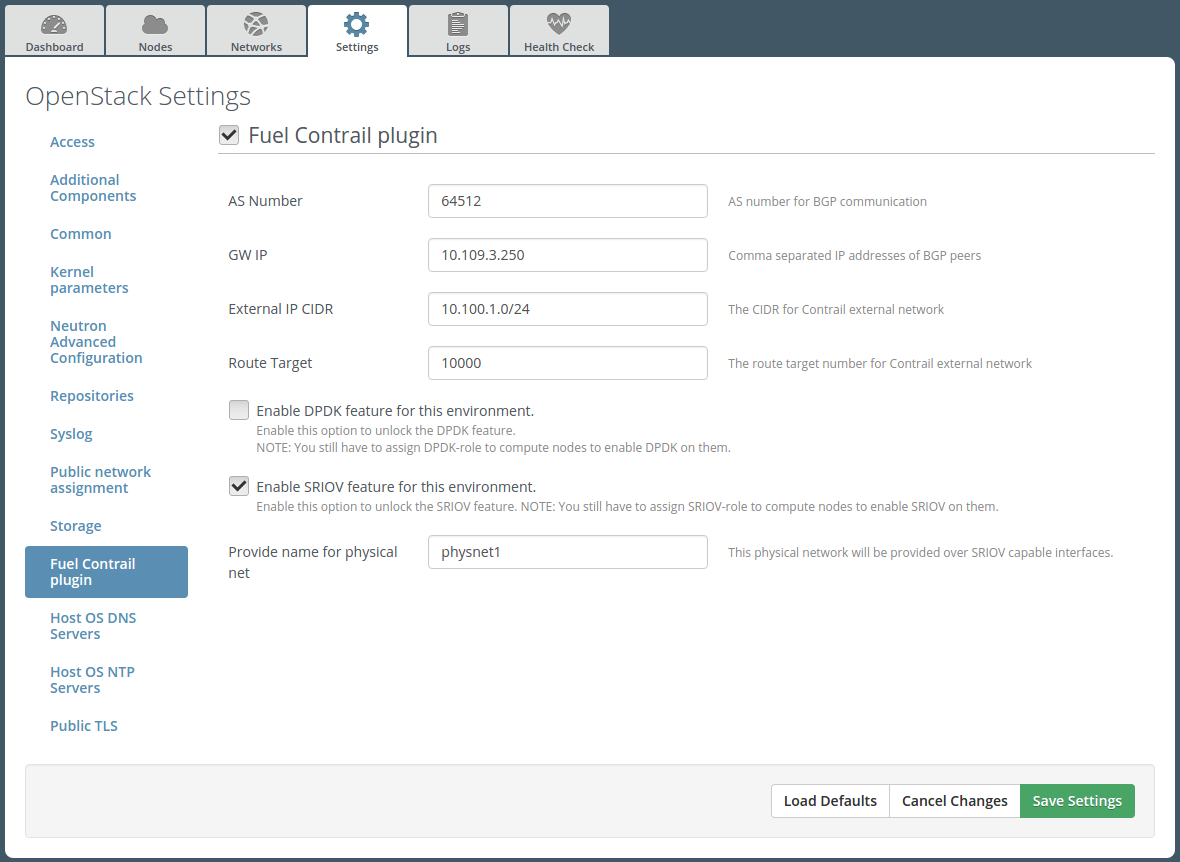 Dashboard
Nodes
Networks
Settings
Logs
Health Check
OpenStack Settings
Access
Additional
Components
Common
Kernel
parameters
Neutron
Advanced
Configuration
Repositories
Syslog
Public network
assignment
Storage
Fuel Contrail
plugin
Host OS DNS
Servers
Host OS NTP
Servers
Public TLS
Fuel Contrail plugin
AS Number
64512
AS number for BGP communication
GW IP
10.109.3.250
Comma separated IP addresses of BGP peers
External IP CIDR
10.100.1.0/24
The CIDR for Contrail external network
Route Target
10000
The route target number for Contrail external network
Enable DPDK feature for this environment.
Enable this option to unlock the DPDK feature.
NOTE: You still have to assign DPDK-role to compute nodes to enable DPDK on them.
Enable SRIOV feature for this environment.
Enable this option to unlock the SRIOV feature. NOTE: You still have to assign SRIOV-role to compute nodes to enable SRIOV on them.
Provide name for physical
net
physnet1
This physical network will be provided over SRIOV capable interfaces.
Load Defaults
Cancel Changes
Save Settings